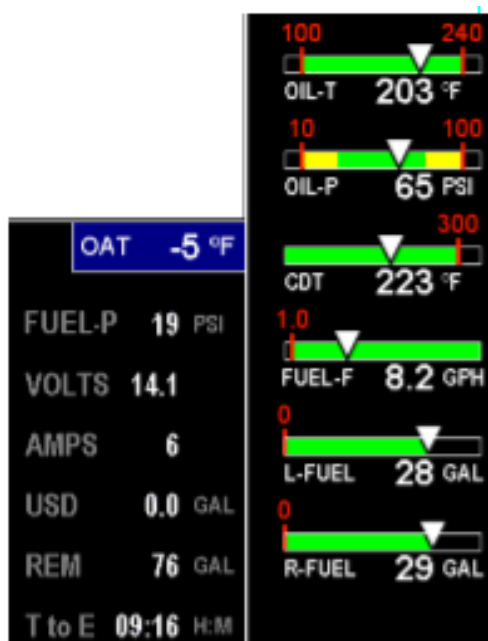 OAT -5 °F
FUEL-P 19 PSI
VOLTS 14.1
AMPS 6
USD 0.0 GAL
REM 76 GAL
T to E 09:16 H:M
100 240
OIL-T 203 °F
10 100
OIL-P 65 PSI
300
CDT 223 °F
1.0
FUEL-F 8.2 GPH
0
L-FUEL 28 GAL
0
R-FUEL 29 GAL